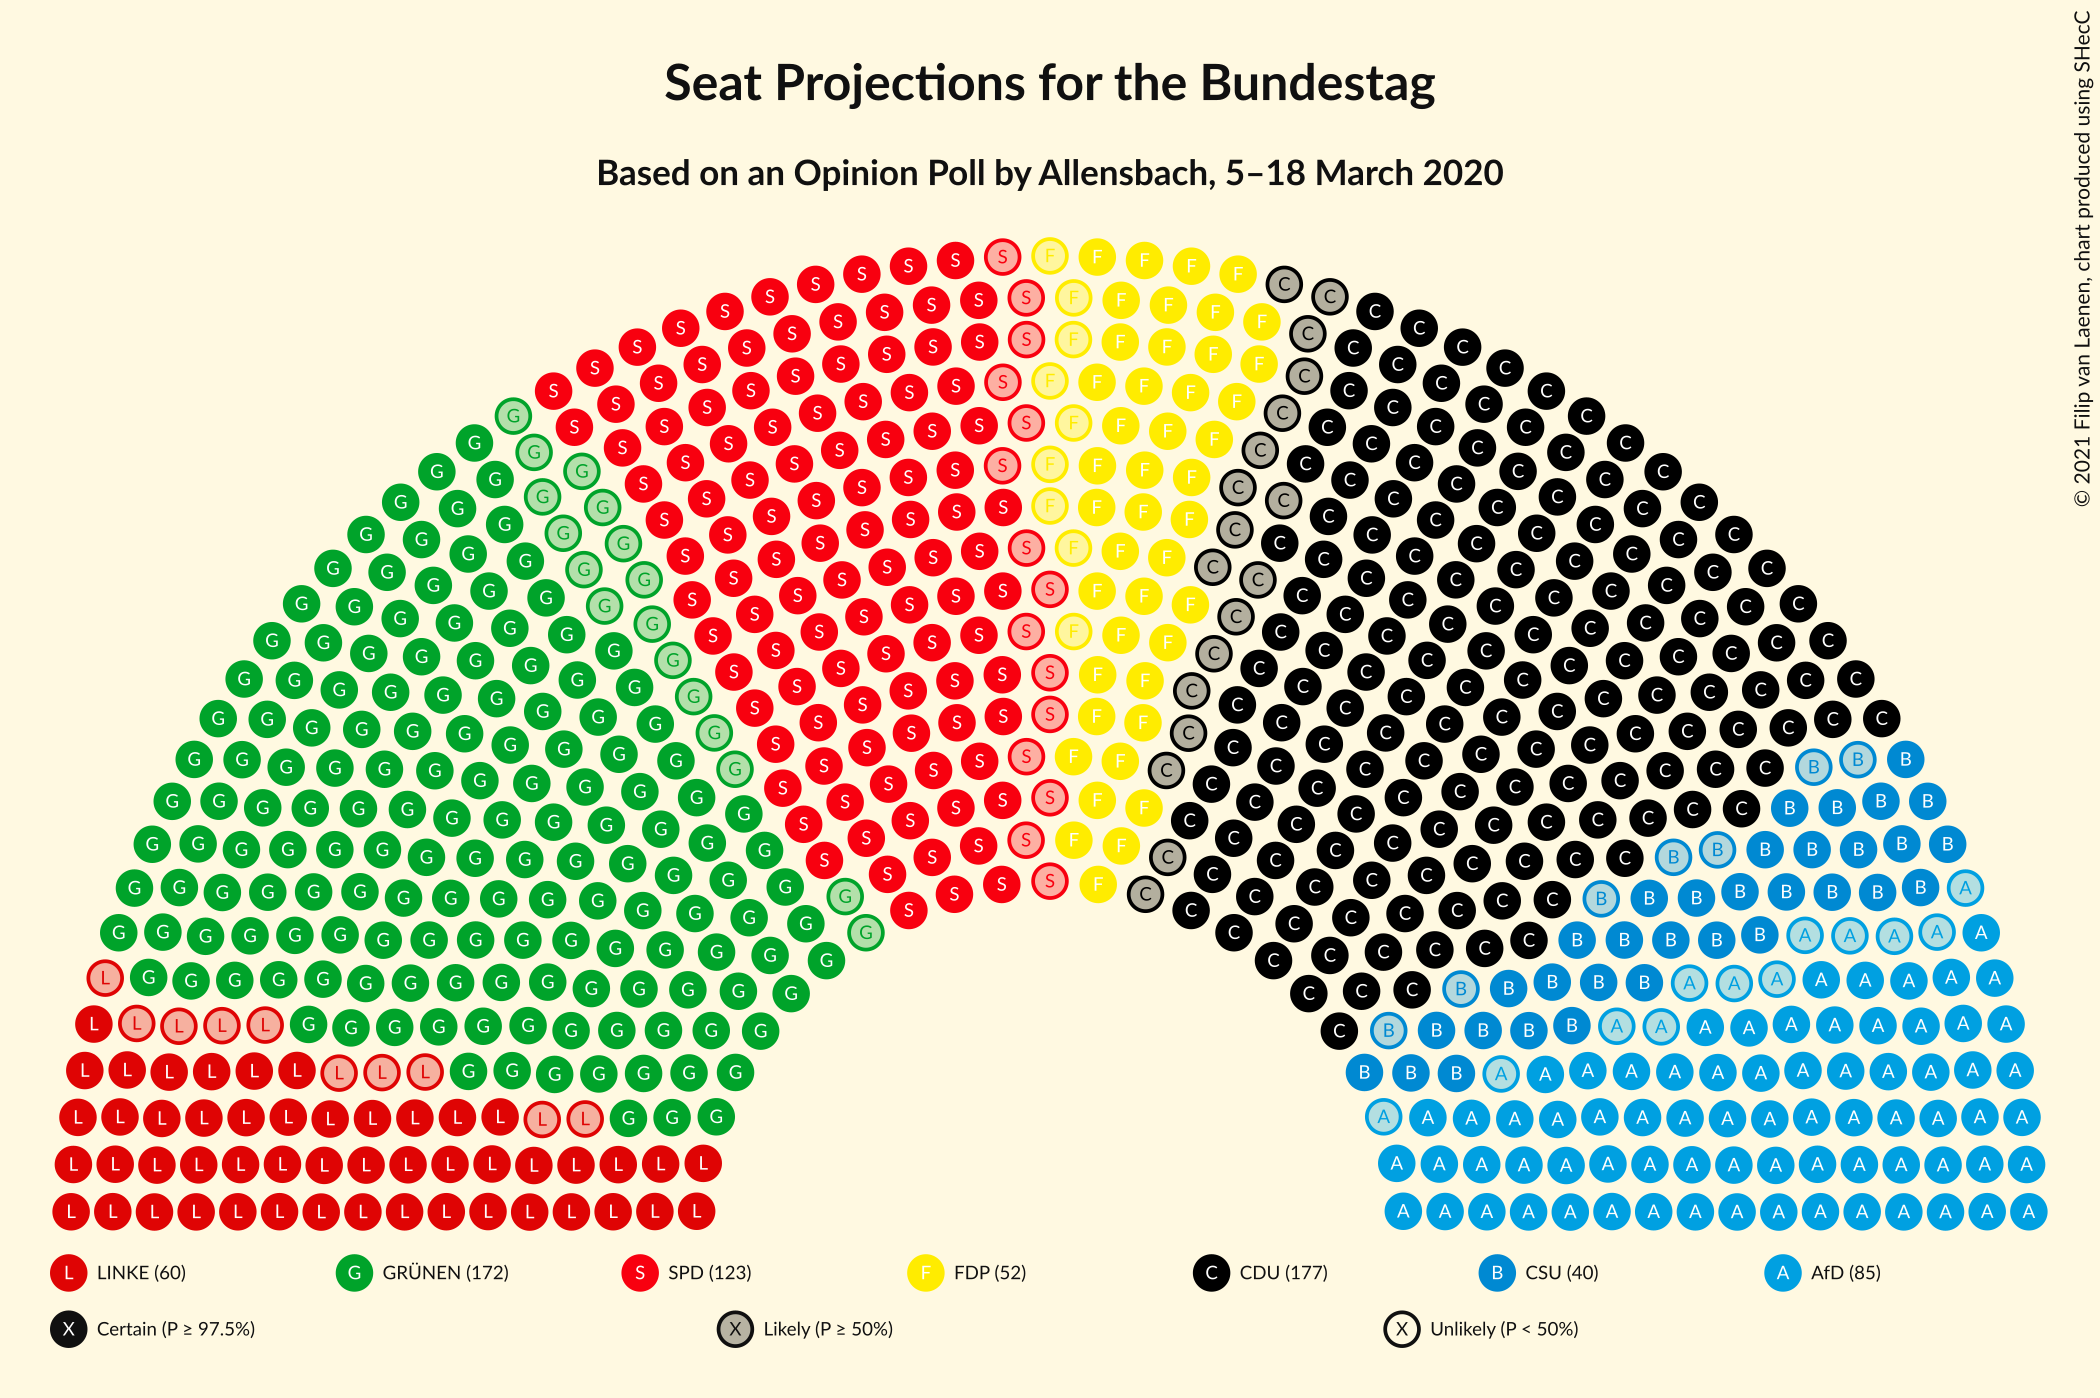 Seat Projections for the Bundestag
Based on an Opinion Poll by Allensbach, 5–18 March 2020
© 2021 Filip van Laenen, chart produced using SHecC
L LINKE (60) G GRÜNEN (172) S SPD (123) F FDP (52) C CDU (177) B CSU (40) A AfD (85)
X Certain (P ≥ 97.5%) X Likely (P ≥ 50%) X Unlikely (P < 50%)